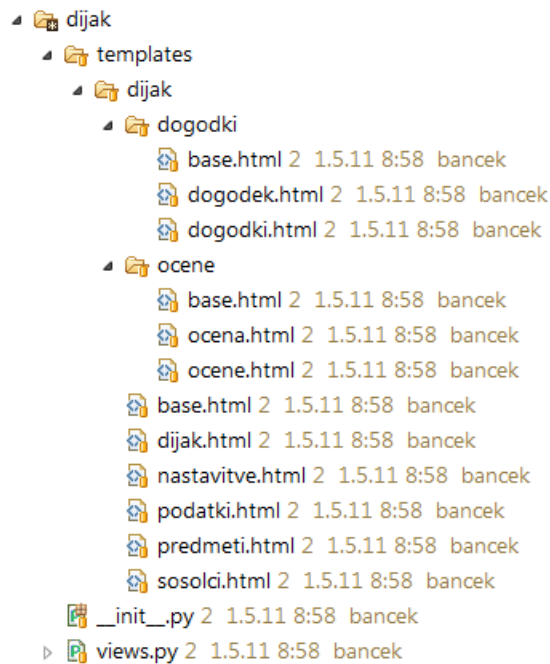 dijak
templates
dijak
dogodki
base.html 2 1.5.11 8:58 bancek
dogodek.html 2 1.5.11 8:58 bancek
dogodki.html 2 1.5.11 8:58 bancek
ocene
base.html 2 1.5.11 8:58 bancek
ocena.html 2 1.5.11 8:58 bancek
ocene.html 2 1.5.11 8:58 bancek
base.html 2 1.5.11 8:58 bancek
dijak.html 2 1.5.11 8:58 bancek
nastavitve.html 2 1.5.11 8:58 bancek
podatki.html 2 1.5.11 8:58 bancek
predmeti.html 2 1.5.11 8:58 bancek
sosolci.html 2 1.5.11 8:58 bancek
__init__.py 2 1.5.11 8:58 bancek
views.py 2 1.5.11 8:58 bancek